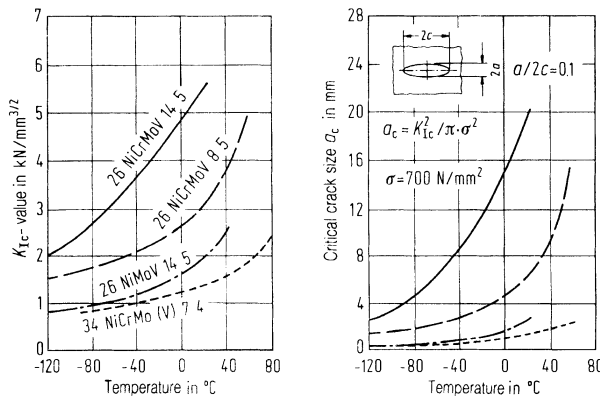 K_Ic-value in kN/mm^3/2
7
6
5
4
3
2
1
0
26 NiCrMoV 14 5
26 NiCrMoV 8 5
26 NiMoV 14 5
34 NiCrMo (V) 7 4
-120 -80 -40 0 40 80
Temperature in °C
Critical crack size a_c in mm
28
24
20
16
12
8
4
0
2c
2a
a/2c=0.1
a_c=K_Ic^2/π·σ^2
σ=700 N/mm^2
-120 -80 -40 0 40 80
Temperature in °C